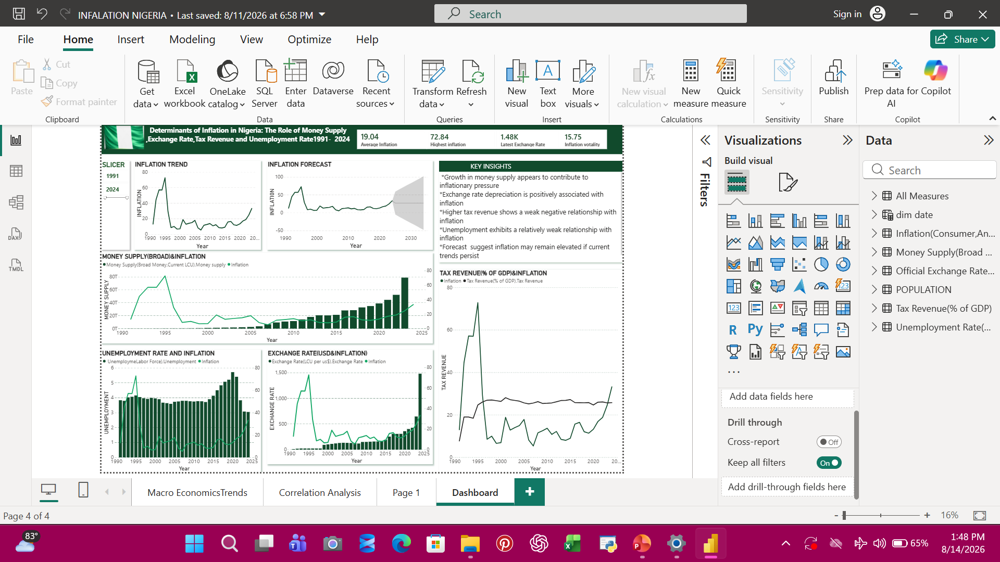 INFALATION NIGERIA • Last saved: 8/11/2026 at 6:58 PM
Search
Sign in
File
Home
Insert
Modeling
View
Optimize
Help
Share
Paste
Cut
Copy
Format painter
Clipboard
Get data
Excel workbook
OneLake catalog
SQL Server
Enter data
Dataverse
Recent sources
Data
Transform data
Refresh
Queries
New visual
Text box
More visuals
Insert
New visual calculation
New measure
Quick measure
Calculations
Sensitivity
Sensitivity
Publish
Share
Prep data for AI
Copilot
Copilot
DAX
TMDL
Determinants of Inflation in Nigeria: The Role of Money Supply
,Exchange Rate,Tax Revenue and Unemployment Rate1991- 2024
19.04
Average Inflation
72.84
Highest inflation
1.48K
Latest Exchange Rate
15.75
Inflation votality
SLICER
1991
2024
INFLATION TREND
INFLATION
80
60
40
20
0
1990 1995 2000 2005 2010 2015 2020 20...
Year
INFLATION FORECAST
INFLATION
100
50
0
-50
1990 2000 2010 2020 2030
Year
KEY INSIGHTS
*Growth in money supply appears to contribute to
inflationary pressure
*Exchange rate depreciation is positively associated with
inflation
*Higher tax revenue shows a weak negative relationship with
inflation
*Unemployment exhibits a relatively weak relationship with
inflation
*Forecast suggest inflation may remain elevated if current
trends persist
MONEY SUPPLY(BROAD)&INFLATION
Money Supply(Broad Money,Current LCU).Money supply Inflation
MONEY SUPPLY
80T
60T
40T
20T
0T
80
60
40
20
0
1990 1995 2000 2005 2010 2015 2020 2025
Year
TAX REVENUE(% OF GDP)&INFLATION
Inflation Tax Revenue(% of GDP).Tax Revenue
TAX REVENUE
80
60
40
20
0
1990 1995 2000 2005 2010 2015 2020 20...
Year
UNEMPLOYMENT RATE AND INFLATION
UnemploymeLabor Force).Unemployment Inflation
UNEMPLOYMENT
6
5
4
3
2
1
0
80
60
40
20
0
1990 1995 2000 2005 2010 2015 2020 2025
Year
EXCHANGE RATE(USD&INFLATION)
Exchange Rate(LCU per us$).Exchange Rate Inflation
EXCHANGE RATE
1,500
1,000
500
0
80
60
40
20
0
1990 1995 2000 2005 2010 2015 2020 2025
Year
Filters
Visualizations
Build visual
123
123
R
Py
...
Add data fields here
Drill through
Cross-report
Off
Keep all filters
On
Add drill-through fields here
Data
Search
All Measures
dim date
Inflation(Consumer,An...
Money Supply(Broad ...
Official Exchange Rate...
POPULATION
Tax Revenue(% of GDP)
Unemployment Rate(...
Macro EconomicsTrends
Correlation Analysis
Page 1
Dashboard
+
Page 4 of 4
- + 16%
83°
65%
1:48 PM
8/14/2026